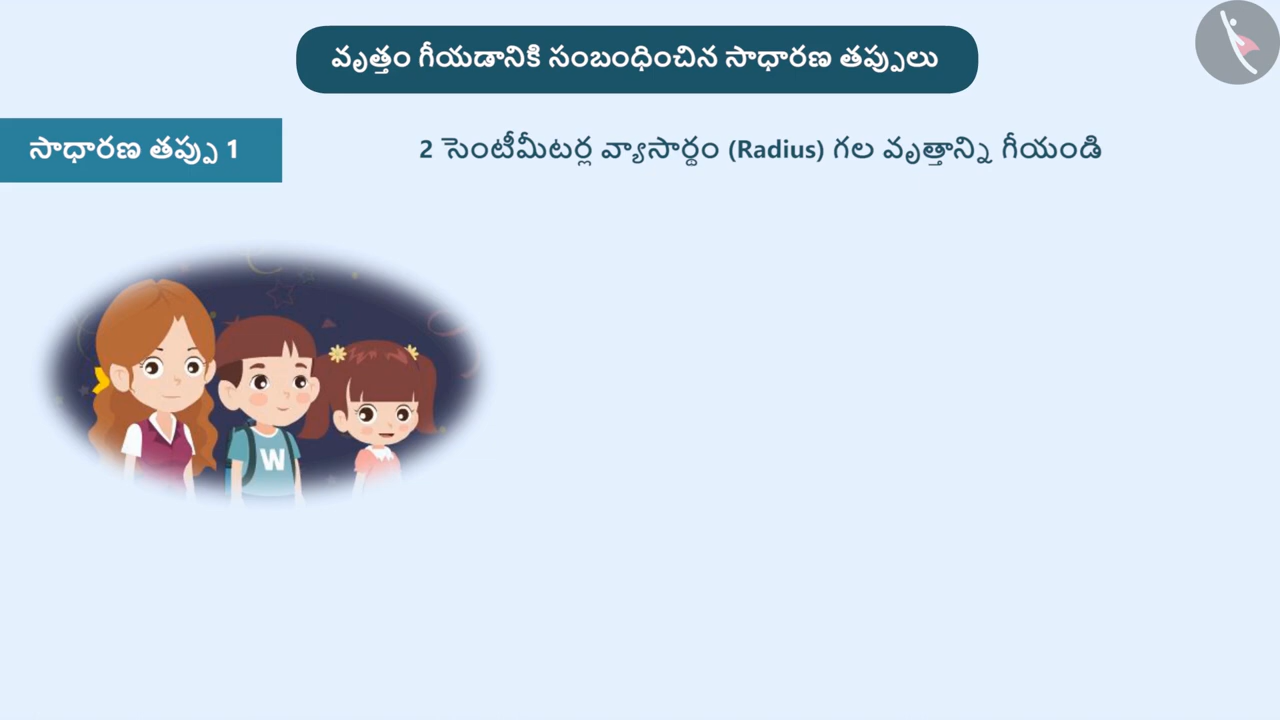 వృత్తం గీయడానికి సంబంధించిన సాధారణ తప్పులు
సాధారణ తప్పు 1
2 సెంటీమీటర్ల వ్యాసార్థం (Radius) గల వృత్తాన్ని గీయండి
W